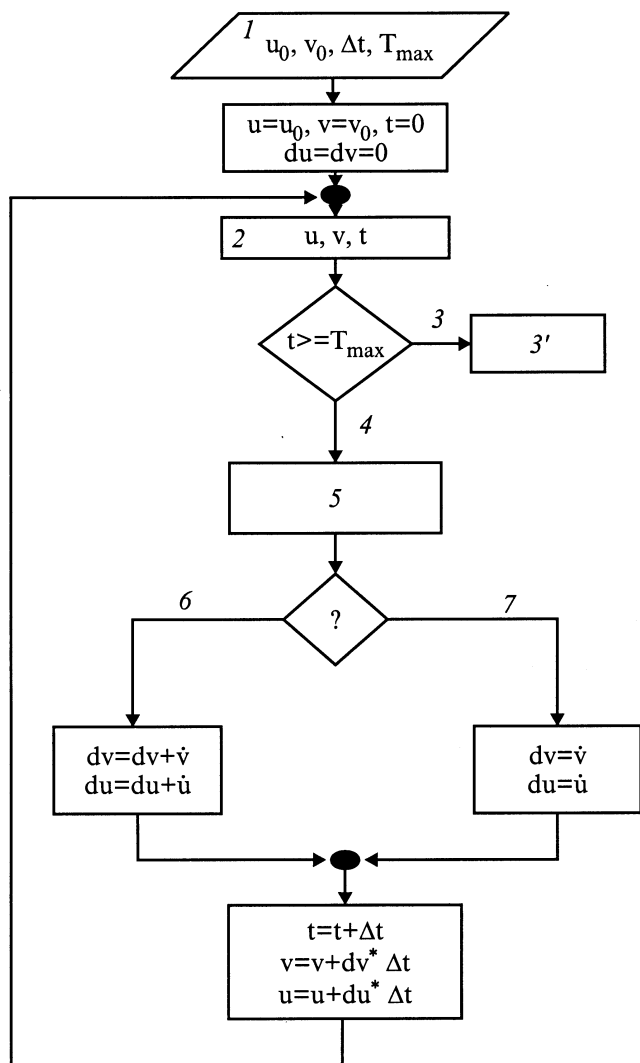 1
u₀, v₀, Δt, Tₘₐₓ
u=u₀, v=v₀, t=0
du=dv=0
2
u, v, t
t>=Tₘₐₓ
3
3'
4
5
6
?
7
dv=dv+v̇
du=du+u̇
dv=v̇
du=u̇
t=t+Δt
v=v+dv* Δt
u=u+du* Δt